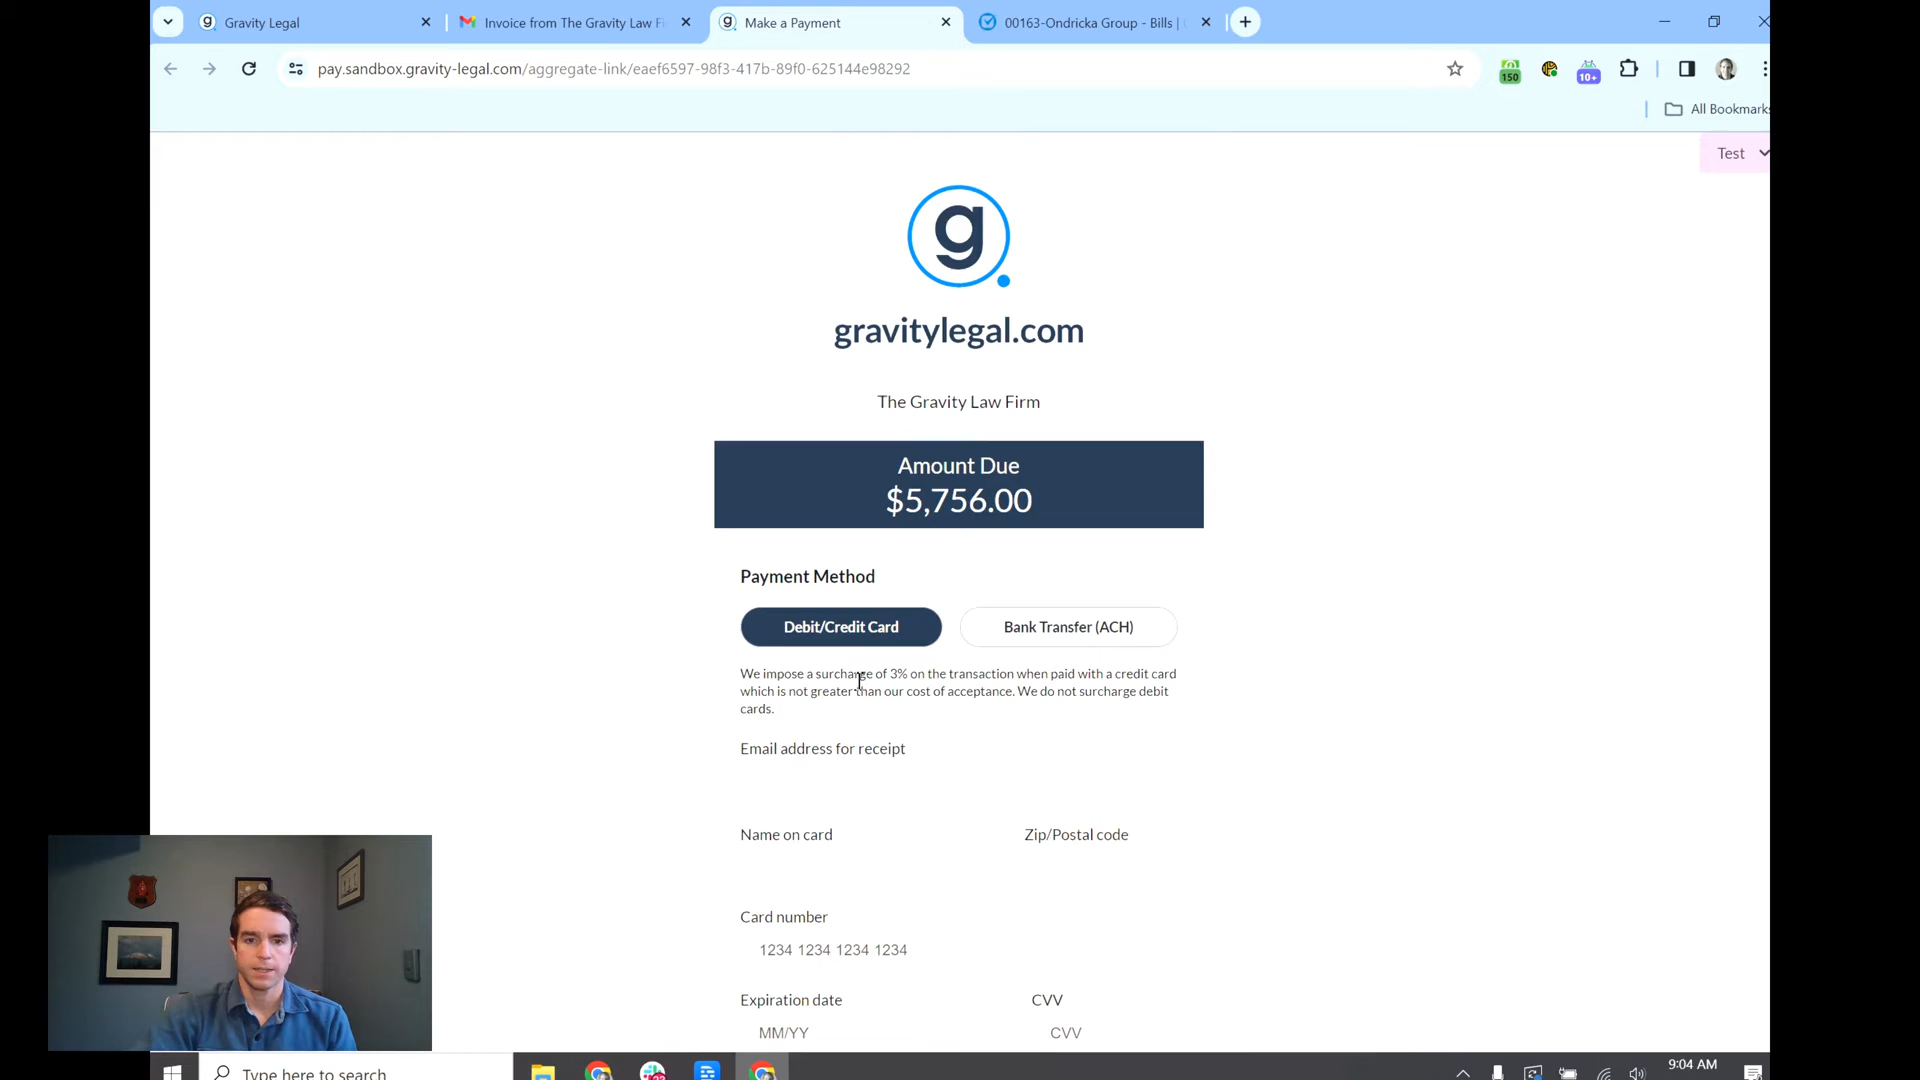 Gravity Legal
Invoice from The Gravity Law Fi
Make a Payment
00163-Ondricka Group - Bills |
pay.sandbox.gravity-legal.com/aggregate-link/eaef6597-98f3-417b-89f0-625144e98292
150
10+
All Bookmarks
Test
g
gravitylegal.com
The Gravity Law Firm
Amount Due
$5,756.00
Payment Method
Debit/Credit Card
Bank Transfer (ACH)
We impose a surcharge of 3% on the transaction when paid with a credit card
which is not greater than our cost of acceptance. We do not surcharge debit
cards.
Email address for receipt
Name on card
Zip/Postal code
Card number
1234 1234 1234 1234
Expiration date
CVV
MM/YY
CVV
Type here to search
9:04 AM